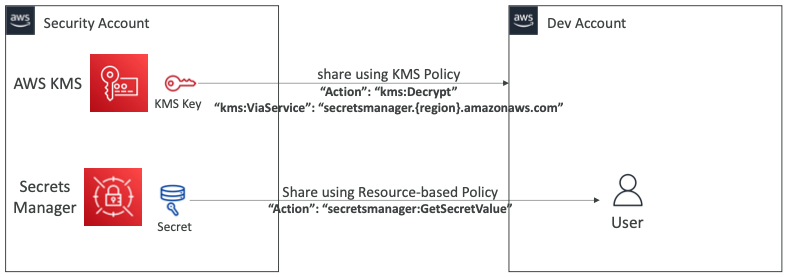 aws
Security Account
aws
Dev Account
AWS KMS
KMS Key
share using KMS Policy
“Action”: “kms:Decrypt”
“kms:ViaService”: “secretsmanager.{region}.amazonaws.com”
Secrets
Manager
Secret
Share using Resource-based Policy
“Action”: “secretsmanager:GetSecretValue”
User